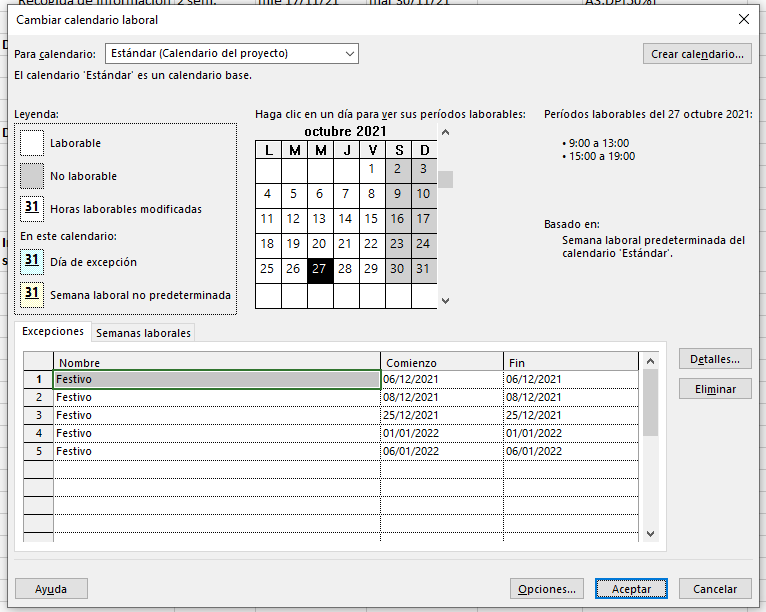 Recogida de información 2 sem. mié 17/11/21 mar 30/11/21
Cambiar calendario laboral
Para calendario: Estándar (Calendario del proyecto) Crear calendario...
El calendario 'Estándar' es un calendario base.
Leyenda:
Laborable
No laborable
31 Horas laborables modificadas
En este calendario:
31 Día de excepción
31 Semana laboral no predeterminada
Haga clic en un día para ver sus períodos laborables:
octubre 2021
L M M J V S D
1 2 3
4 5 6 7 8 9 10
11 12 13 14 15 16 17
18 19 20 21 22 23 24
25 26 27 28 29 30 31
Períodos laborables del 27 octubre 2021:
• 9:00 a 13:00
• 15:00 a 19:00
Basado en:
Semana laboral predeterminada del
calendario 'Estándar'.
Excepciones Semanas laborales
Nombre Comienzo Fin
1 Festivo 06/12/2021 06/12/2021
2 Festivo 08/12/2021 08/12/2021
3 Festivo 25/12/2021 25/12/2021
4 Festivo 01/01/2022 01/01/2022
5 Festivo 06/01/2022 06/01/2022
Detalles...
Eliminar
Ayuda Opciones... Aceptar Cancelar